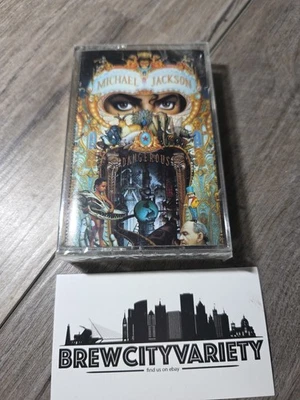 MICHAEL JACKSON
DANGEROUS
BREWCITYVARIETY
find us on ebay